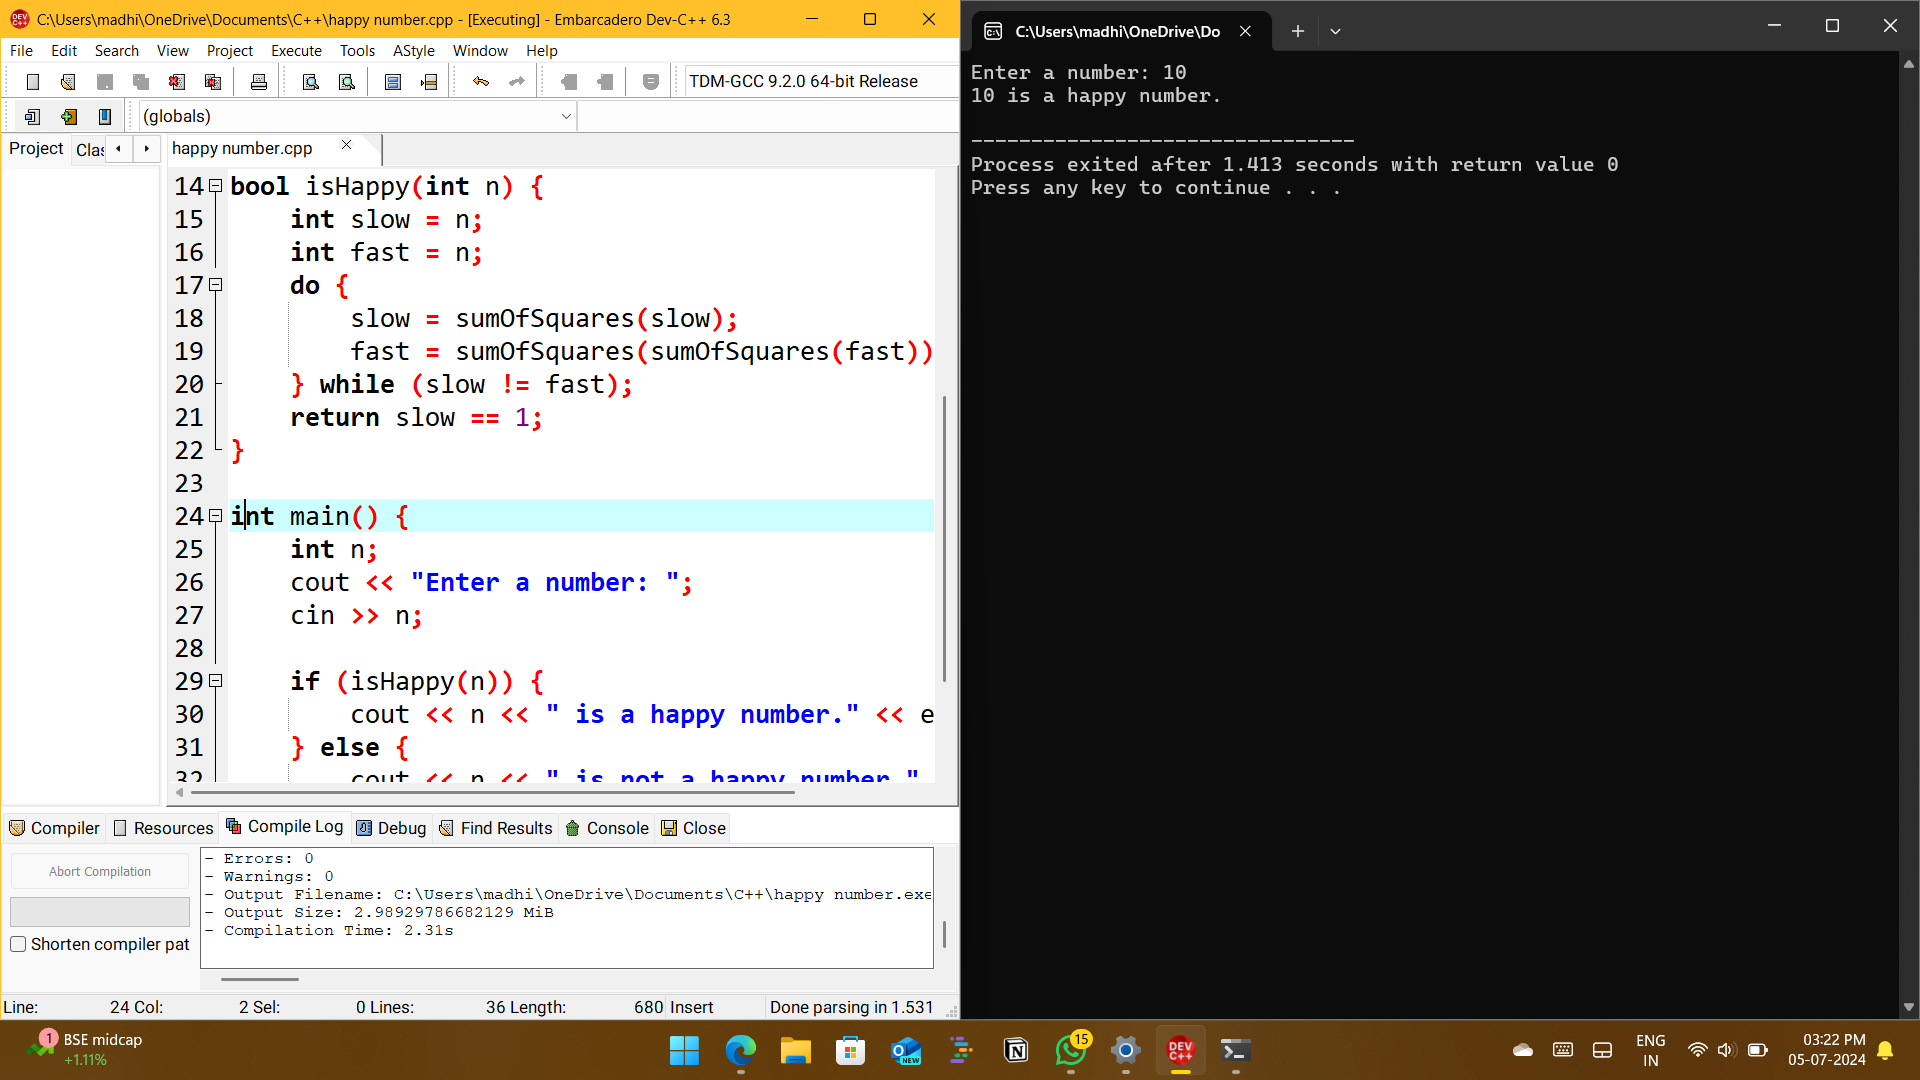 C:\Users\madhi\OneDrive\Documents\C++\happy number.cpp - [Executing] - Embarcadero Dev-C++ 6.3
File Edit Search View Project Execute Tools AStyle Window Help
TDM-GCC 9.2.0 64-bit Release
(globals)
Project Clas
happy number.cpp
14 bool isHappy(int n) {
15 int slow = n;
16 int fast = n;
17 do {
18 slow = sumOfSquares(slow);
19 fast = sumOfSquares(sumOfSquares(fast))
20 } while (slow != fast);
21 return slow == 1;
22 }
23
24 int main() {
25 int n;
26 cout << "Enter a number: ";
27 cin >> n;
28
29 if (isHappy(n)) {
30 cout << n << " is a happy number." << e
31 } else {
32 cout << n << " is not a happy number."
Compiler Resources Compile Log Debug Find Results Console Close
Abort Compilation
Shorten compiler pat
- Errors: 0
- Warnings: 0
- Output Filename: C:\Users\madhi\OneDrive\Documents\C++\happy number.exe
- Output Size: 2.98929786682129 MiB
- Compilation Time: 2.31s
Line: 24 Col: 2 Sel: 0 Lines: 36 Length: 680 Insert Done parsing in 1.531
C:\Users\madhi\OneDrive\Do
Enter a number: 10
10 is a happy number.
--------------------------------
Process exited after 1.413 seconds with return value 0
Press any key to continue . . .
1
BSE midcap
+1.11%
NEW
15
DEV
C++
ENG
IN
03:22 PM
05-07-2024